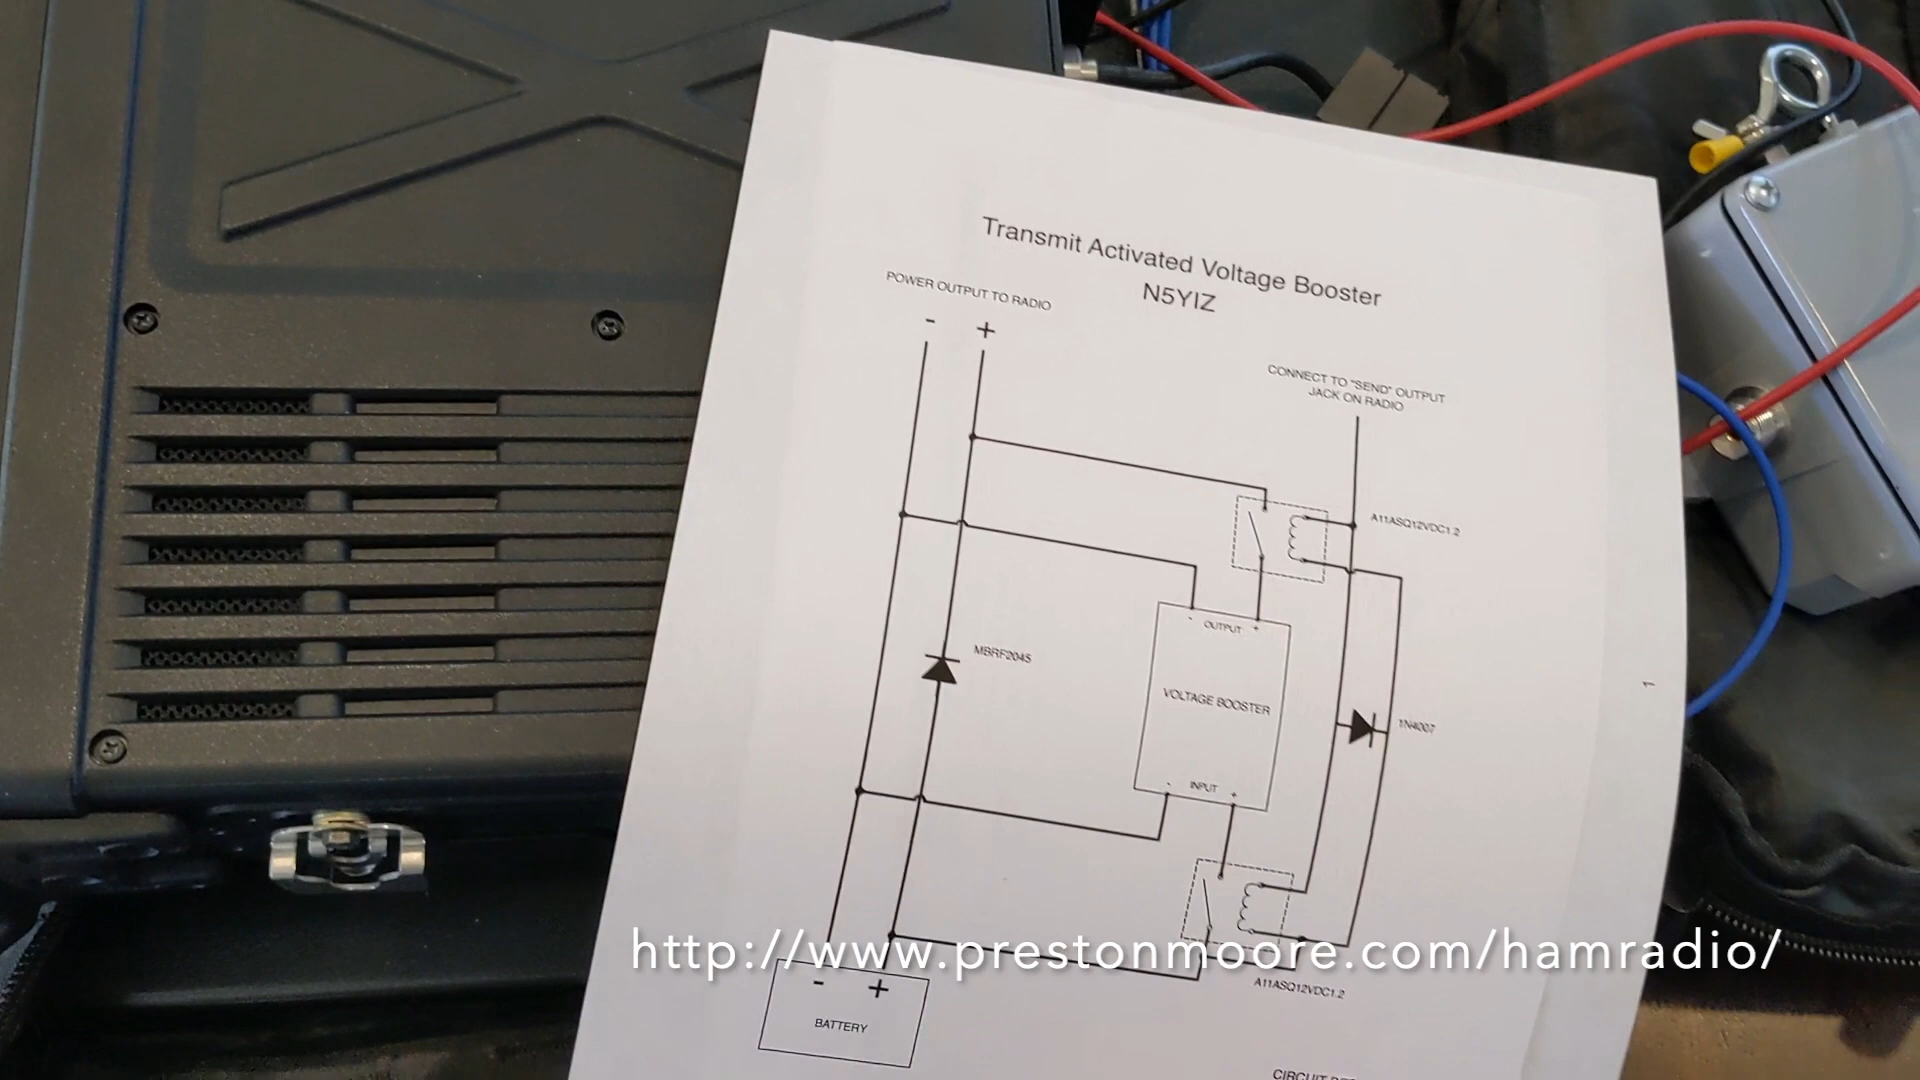 Transmit Activated Voltage Booster
N5YIZ
POWER OUTPUT TO RADIO
- +
CONNECT TO "SEND" OUTPUT
JACK ON RADIO
A11ASQ12VDC1.2
- OUTPUT +
MBRF2045
VOLTAGE BOOSTER
1
1N4007
- INPUT +
http://www.prestonmoore.com/hamradio/
A11ASQ12VDC1.2
- +
BATTERY
CIRCUIT